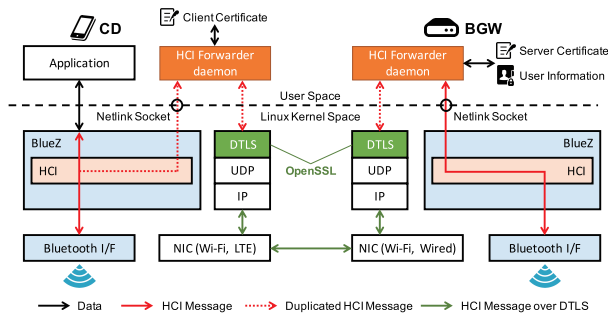 CD
Client Certificate
BGW
Application
HCI Forwarder
daemon
HCI Forwarder
daemon
Server Certificate
User Information
User Space
Netlink Socket
Linux Kernel Space
Netlink Socket
BlueZ
DTLS
DTLS
BlueZ
HCI
UDP
OpenSSL
UDP
HCI
IP
IP
Bluetooth I/F
NIC (Wi-Fi, LTE)
NIC (Wi-Fi, Wired)
Bluetooth I/F
Data
HCI Message
Duplicated HCI Message
HCI Message over DTLS